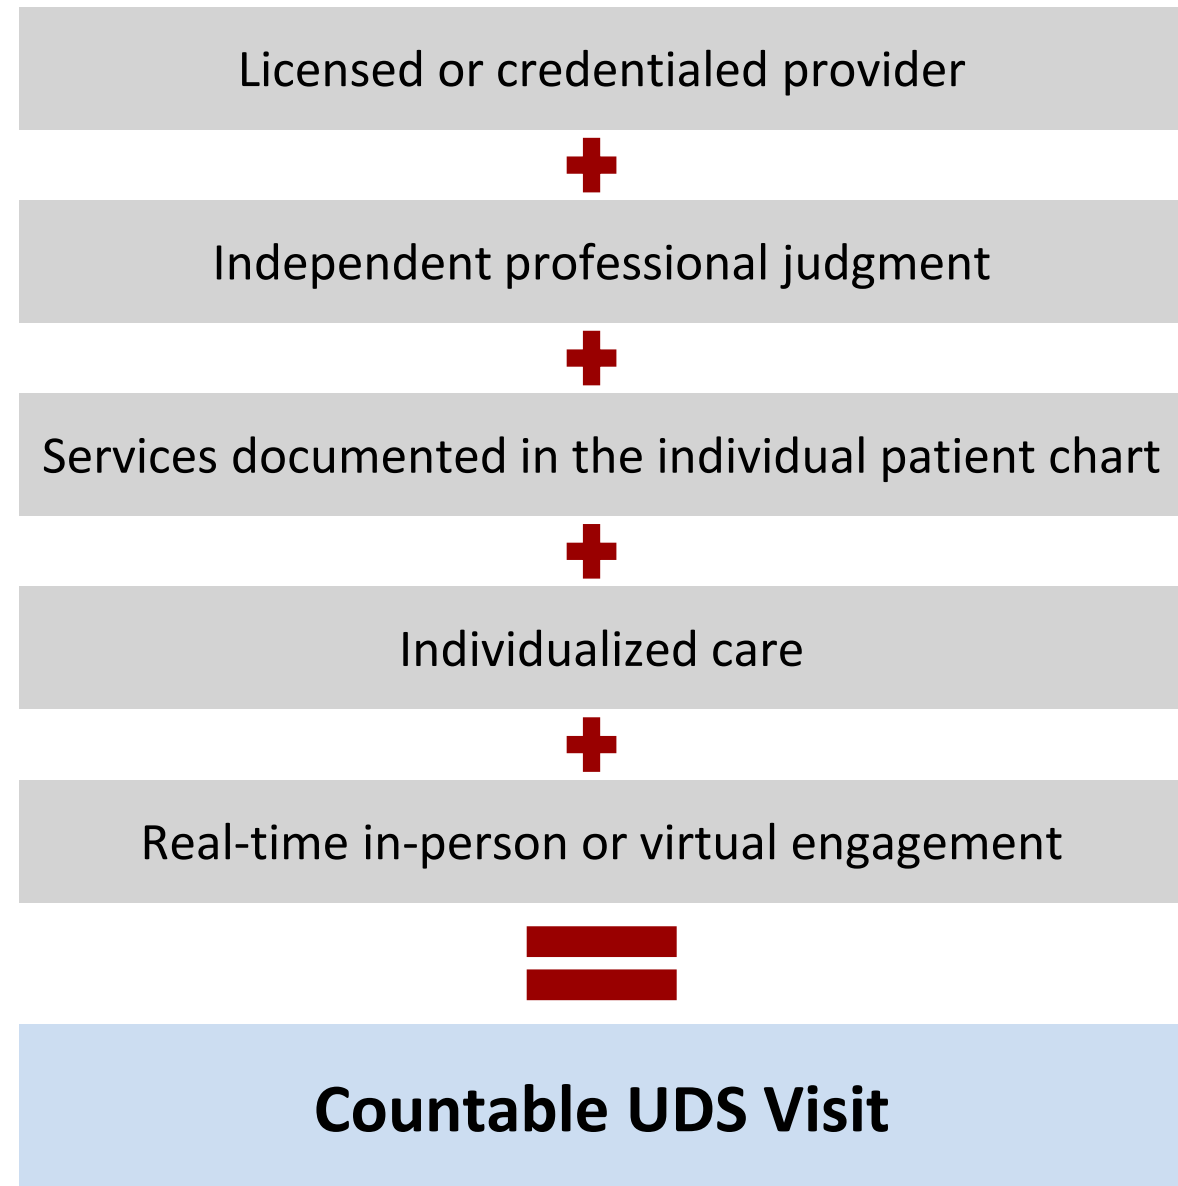 Licensed or credentialed provider
Independent professional judgment
Services documented in the individual patient chart
Individualized care
Real-time in-person or virtual engagement
Countable UDS Visit